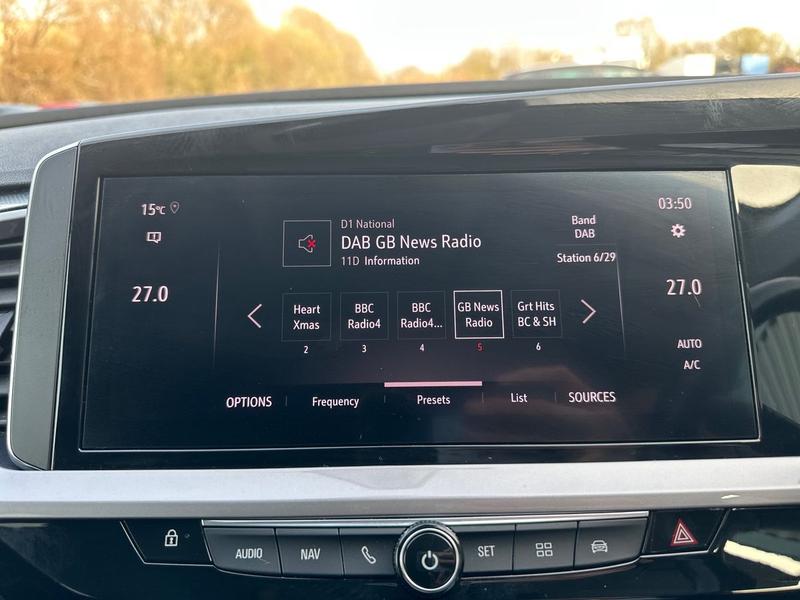 15°C
03:50
D1 National
DAB GB News Radio
11D Information
Band
DAB
Station 6/29
27.0
27.0
Heart
Xmas
2
BBC
Radio4
3
BBC
Radio4...
4
GB News
Radio
5
Grt Hits
BC & SH
6
AUTO
A/C
OPTIONS
Frequency
Presets
List
SOURCES
AUDIO
NAV
SET